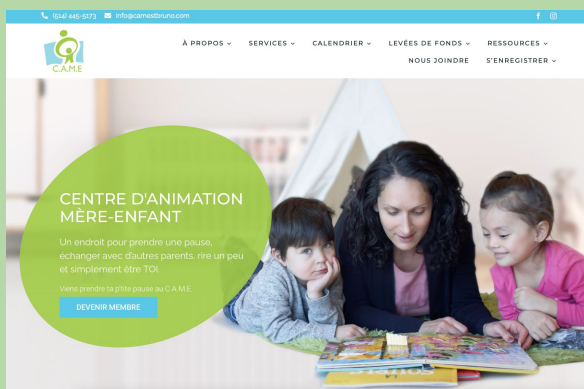 (514) 445-5173 info@camestbruno.com
C.A.M.E
À PROPOS SERVICES CALENDRIER LEVÉES DE FONDS RESSOURCES
NOUS JOINDRE S'ENREGISTRER
CENTRE D'ANIMATION
MÈRE-ENFANT
Un endroit pour prendre une pause,
échanger avec d'autres parents, rire un peu
et simplement être TOI.
Viens prendre ta p'tite pause au C.A.M.E.
DEVENIR MEMBRE